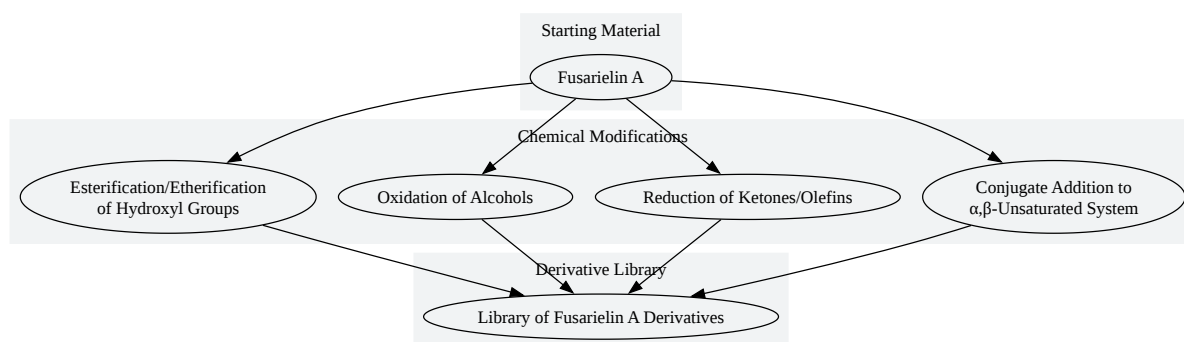 Starting Material
Fusarielin A
Chemical Modifications
Esterification/Etherification
of Hydroxyl Groups
Oxidation of Alcohols
Reduction of Ketones/Olefins
Conjugate Addition to
α,β-Unsaturated System
Derivative Library
Library of Fusarielin A Derivatives